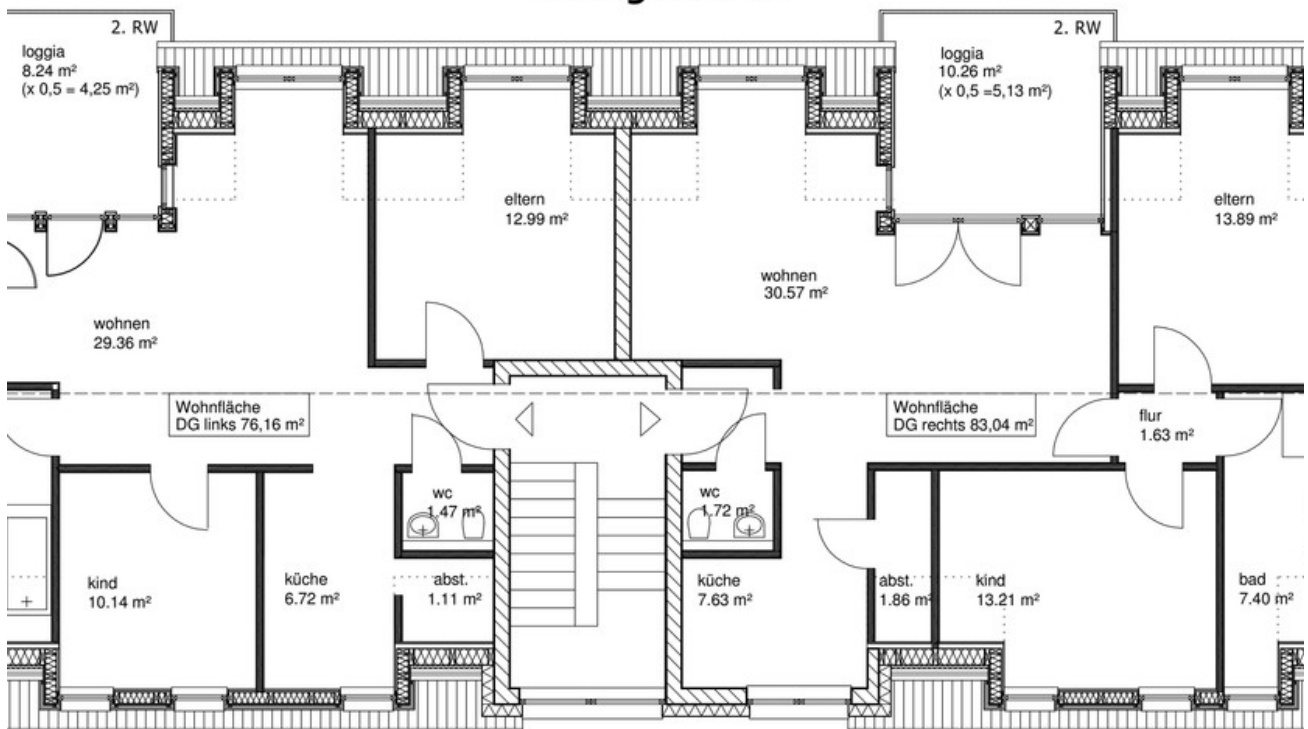 2. RW
loggia
8.24 m²
(x 0,5 = 4,25 m²)
2. RW
loggia
10.26 m²
(x 0,5 =5,13 m²)
eltern
12.99 m²
eltern
13.89 m²
wohnen
30.57 m²
wohnen
29.36 m²
Wohnfläche
DG links 76,16 m²
Wohnfläche
DG rechts 83,04 m²
flur
1.63 m²
wc
1.47 m²
wc
1.72 m²
kind
10.14 m²
küche
6.72 m²
abst.
1.11 m²
küche
7.63 m²
abst.
1.86 m²
kind
13.21 m²
bad
7.40 m²